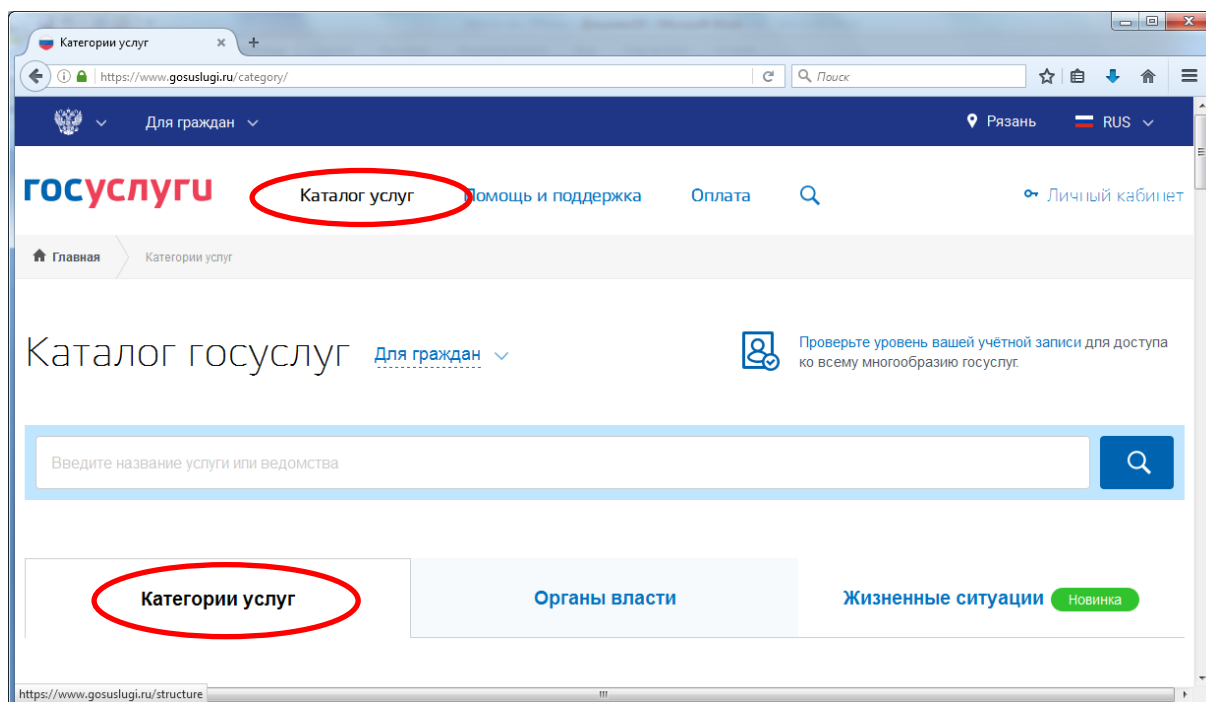 Категории услуг
https://www.gosuslugi.ru/category/
Поиск
Для граждан
Рязань
RUS
госуслуги
Каталог услуг
Помощь и поддержка
Оплата
Личный кабинет
Главная
Категории услуг
Каталог госуслуг
Для граждан
Проверьте уровень вашей учётной записи для доступа
ко всему многообразию госуслуг.
Введите название услуги или ведомства
Категории услуг
Органы власти
Жизненные ситуации
Новинка
https://www.gosuslugi.ru/structure